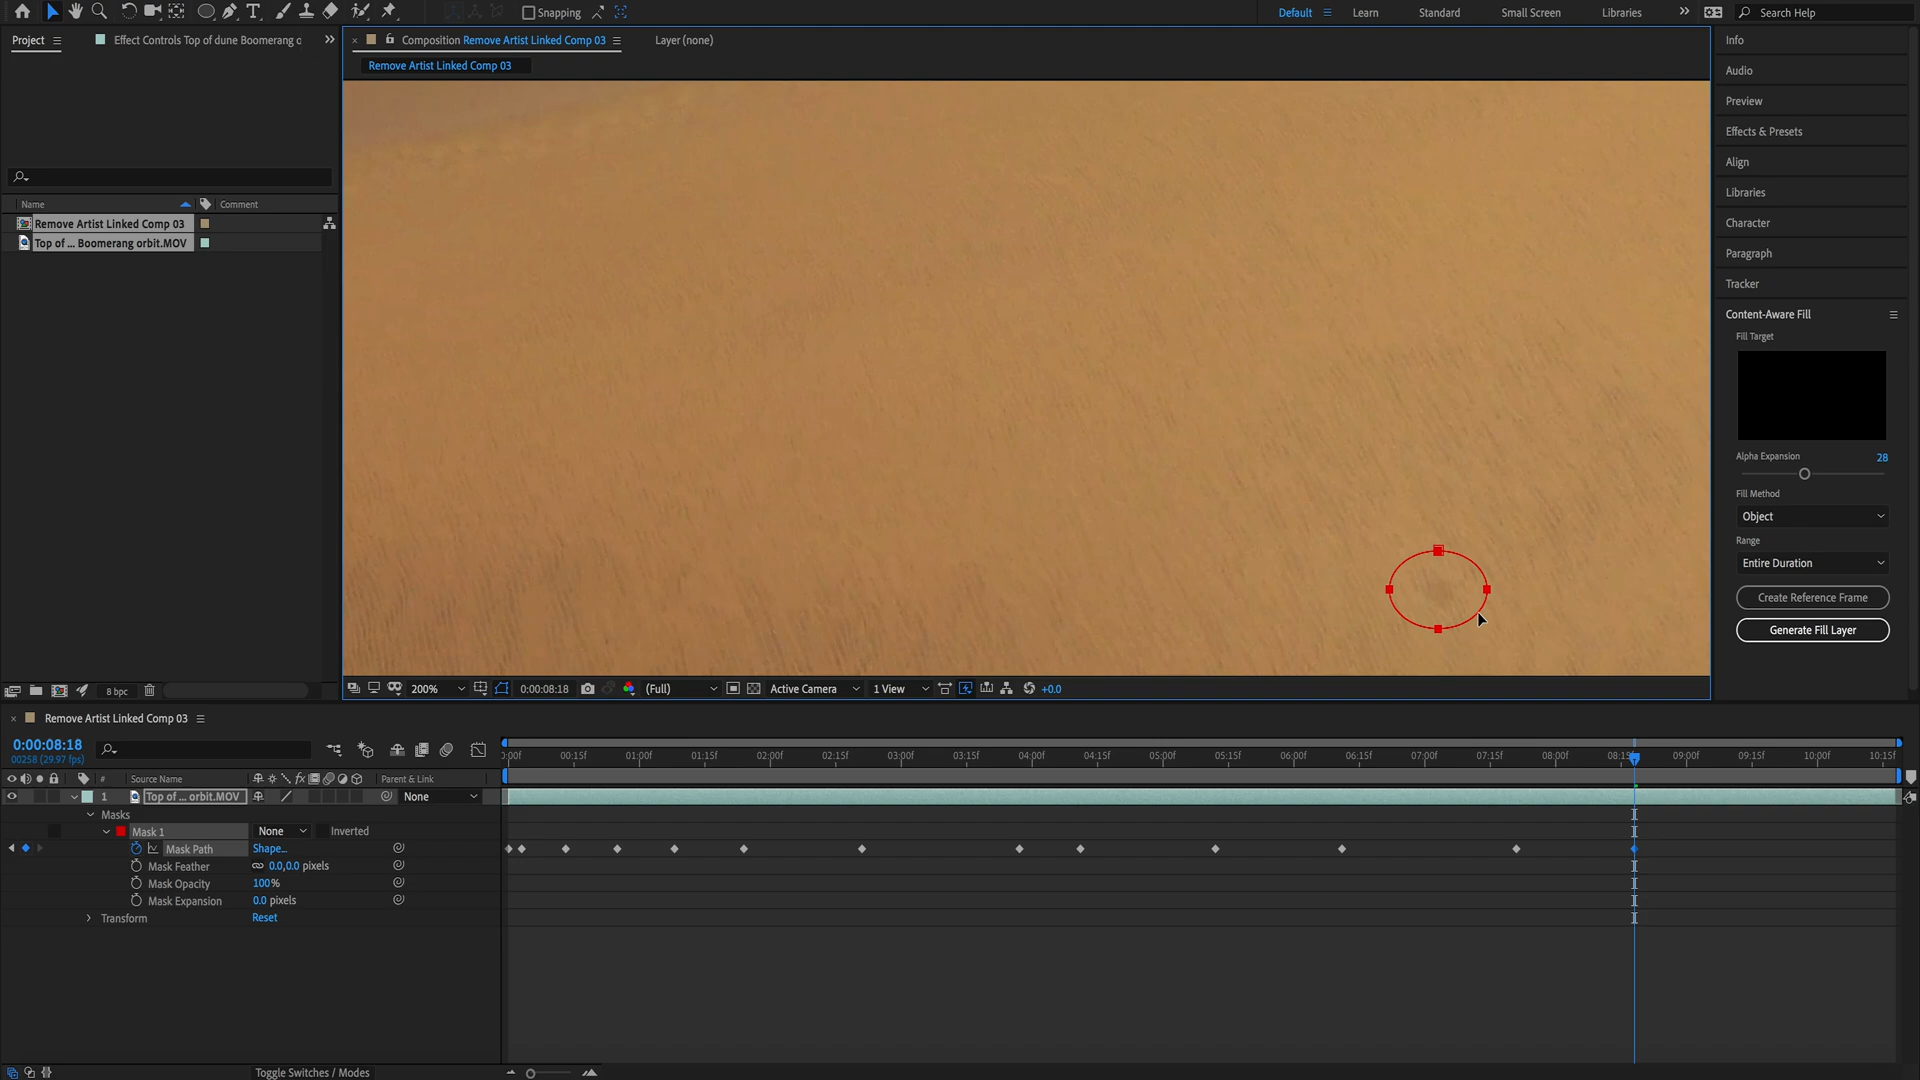 Snapping
Default
Learn
Standard
Small Screen
Libraries
Search Help
Project
Effect Controls Top of dune Boomerang o
Composition Remove Artist Linked Comp 03
Layer (none)
Remove Artist Linked Comp 03
Name
Comment
Remove Artist Linked Comp 03
Top of ... Boomerang orbit.MOV
Info
Audio
Preview
Effects & Presets
Align
Libraries
Character
Paragraph
Tracker
Content-Aware Fill
Fill Target
Alpha Expansion 28
Fill Method
Object
Range
Entire Duration
Create Reference Frame
Generate Fill Layer
8 bpc
200%
0:00:08:18
(Full)
Active Camera
1 View
+0.0
Remove Artist Linked Comp 03
0:00:08:18
00258 (29.97 fps)
:00f 00:15f 01:00f 01:15f 02:00f 02:15f 03:00f 03:15f 04:00f 04:15f 05:00f 05:15f 06:00f 06:15f 07:00f 07:15f 08:00f 08:15f 09:00f 09:15f 10:00f 10:15f
# Source Name Parent & Link
1 Top of ... orbit.MOV None
Masks
Mask 1 None Inverted
Mask Path Shape...
Mask Feather 0.0,0.0 pixels
Mask Opacity 100%
Mask Expansion 0.0 pixels
Transform Reset
Toggle Switches / Modes